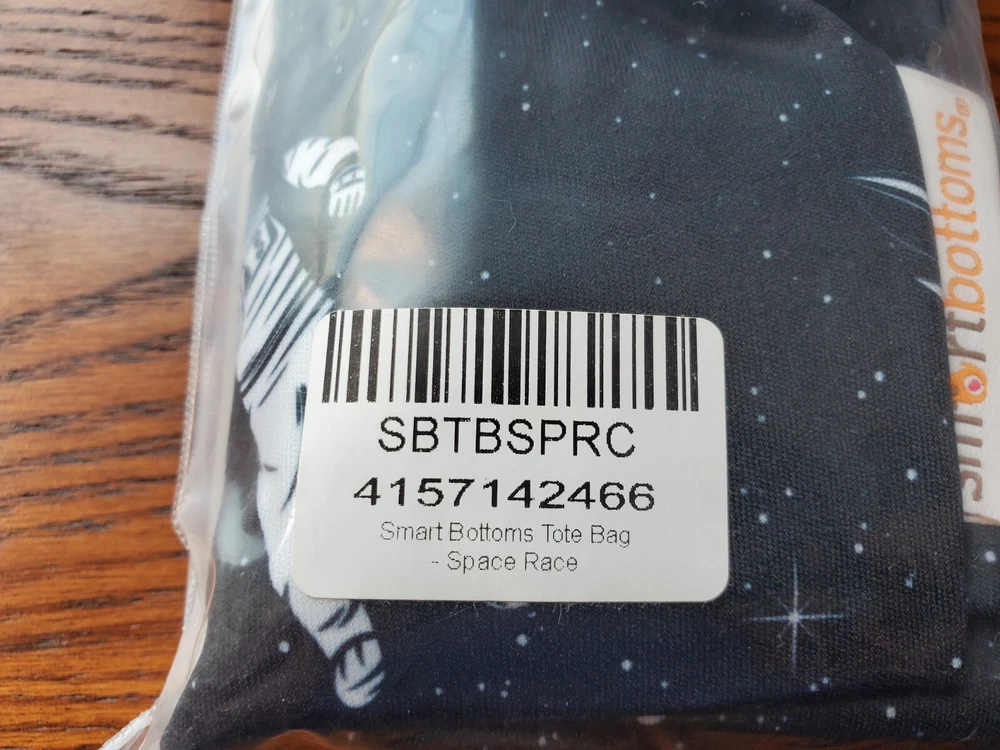 SBTBSPRC
4157142466
Smart Bottoms Tote Bag
- Space Race
smartbottoms